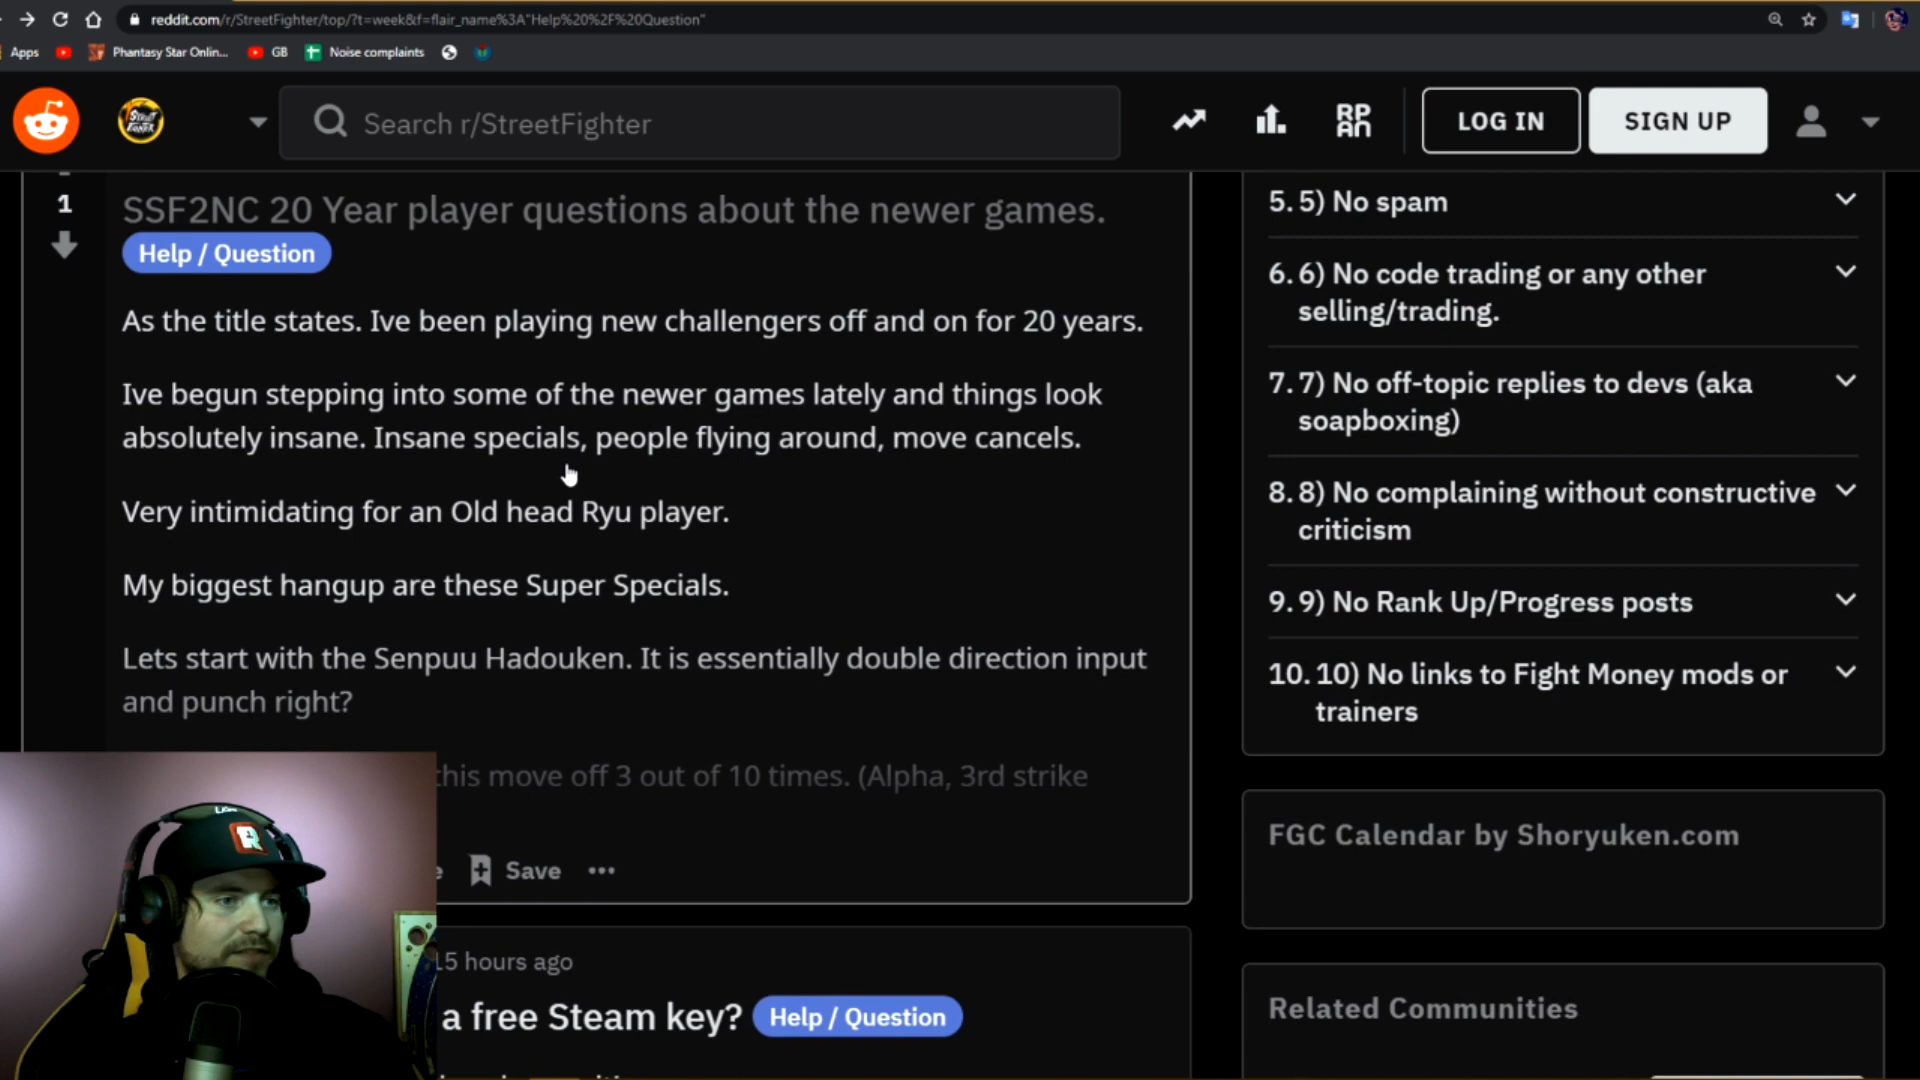 reddit.com/r/StreetFighter/top/?t=week&f=flair_name%3A"Help%20%2F%20Question"
Apps
Phantasy Star Onlin...
GB
Noise complaints
STREET FIGHTER
Search r/StreetFighter
RPAN
LOG IN
SIGN UP
1
SSF2NC 20 Year player questions about the newer games.
Help / Question
As the title states. Ive been playing new challengers off and on for 20 years.
Ive begun stepping into some of the newer games lately and things look
absolutely insane. Insane specials, people flying around, move cancels.
Very intimidating for an Old head Ryu player.
My biggest hangup are these Super Specials.
Lets start with the Senpuu Hadouken. It is essentially double direction input
and punch right?
this move off 3 out of 10 times. (Alpha, 3rd strike
Save
15 hours ago
a free Steam key? Help / Question
5. 5) No spam
6. 6) No code trading or any other
selling/trading.
7. 7) No off-topic replies to devs (aka
soapboxing)
8. 8) No complaining without constructive
criticism
9. 9) No Rank Up/Progress posts
10. 10) No links to Fight Money mods or
trainers
FGC Calendar by Shoryuken.com
Related Communities